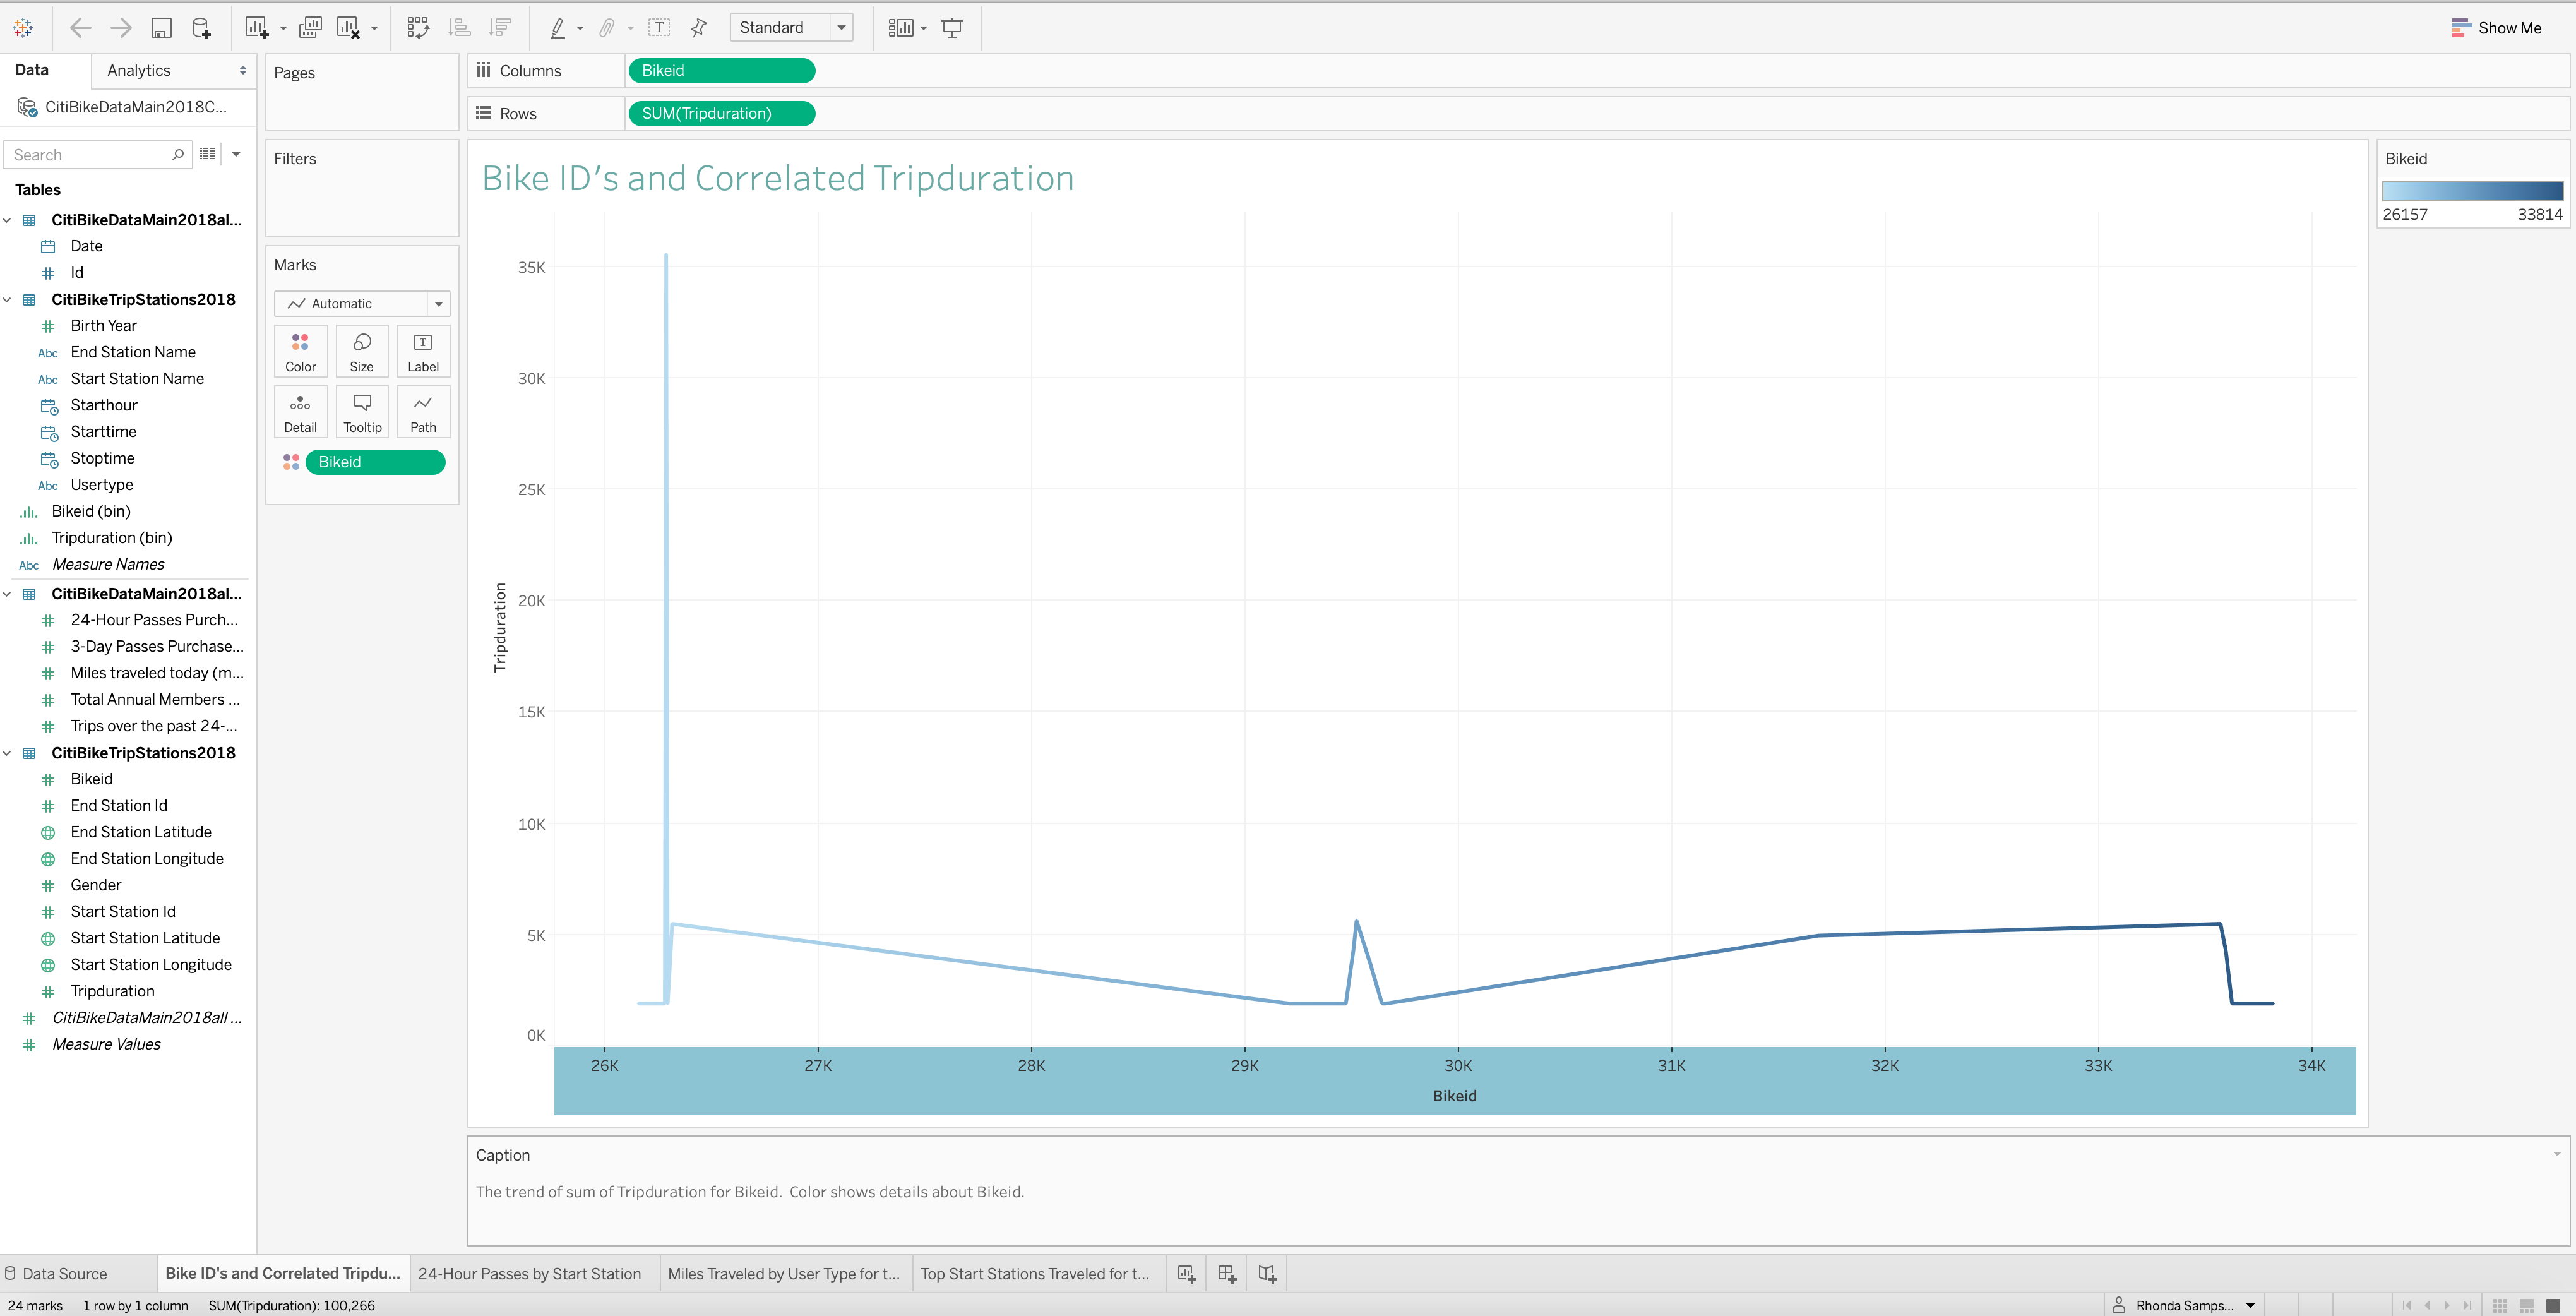 Standard
Show Me
Data
Analytics
CitiBikeDataMain2018C...
Search
Tables
CitiBikeDataMain2018al...
Date
# Id
CitiBikeTripStations2018
# Birth Year
Abc End Station Name
Abc Start Station Name
Starthour
Starttime
Stoptime
Abc Usertype
Bikeid (bin)
Tripduration (bin)
Abc Measure Names
CitiBikeDataMain2018al...
# 24-Hour Passes Purch...
# 3-Day Passes Purchase...
# Miles traveled today (m...
# Total Annual Members ...
# Trips over the past 24-...
CitiBikeTripStations2018
# Bikeid
# End Station Id
End Station Latitude
End Station Longitude
# Gender
# Start Station Id
Start Station Latitude
Start Station Longitude
# Tripduration
# CitiBikeDataMain2018all ...
# Measure Values
Pages
Filters
Marks
Automatic
Color Size Label
Detail Tooltip Path
Bikeid
Columns Bikeid
Rows SUM(Tripduration)
Bike ID's and Correlated Tripduration
35K
30K
25K
20K
15K
10K
5K
0K
Tripduration
26K 27K 28K 29K 30K 31K 32K 33K 34K
Bikeid
Bikeid
26157 33814
Caption
The trend of sum of Tripduration for Bikeid. Color shows details about Bikeid.
Data Source Bike ID's and Correlated Tripdu... 24-Hour Passes by Start Station Miles Traveled by User Type for t... Top Start Stations Traveled for t...
24 marks 1 row by 1 column SUM(Tripduration): 100,266
Rhonda Samps...